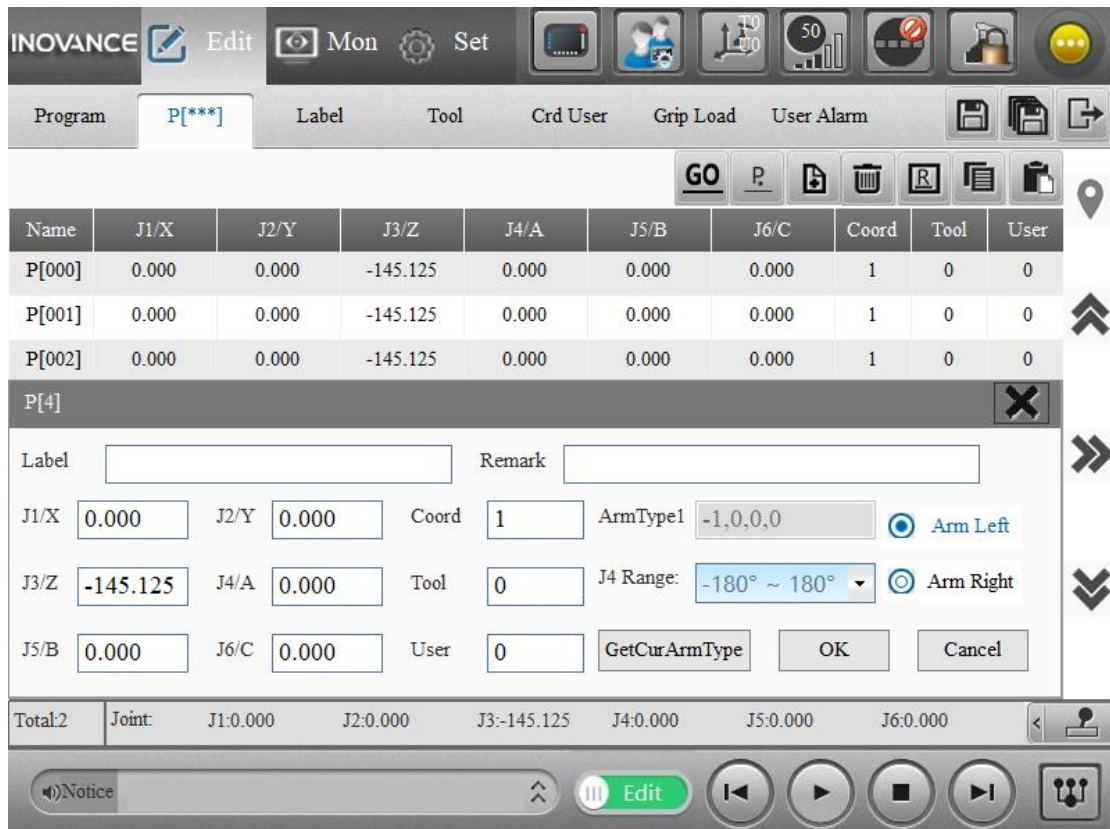 INOVANCE Edit Mon Set T0 U0 50
Program P[***] Label Tool Crd User Grip Load User Alarm
GO P. R
Name J1/X J2/Y J3/Z J4/A J5/B J6/C Coord Tool User
P[000] 0.000 0.000 -145.125 0.000 0.000 0.000 1 0 0
P[001] 0.000 0.000 -145.125 0.000 0.000 0.000 1 0 0
P[002] 0.000 0.000 -145.125 0.000 0.000 0.000 1 0 0
P[4]
Label Remark
J1/X 0.000 J2/Y 0.000 Coord 1 ArmType1 -1,0,0,0 Arm Left
J3/Z -145.125 J4/A 0.000 Tool 0 J4 Range: -180° ~ 180° Arm Right
J5/B 0.000 J6/C 0.000 User 0 GetCurArmType OK Cancel
Total:2 Joint: J1:0.000 J2:0.000 J3:-145.125 J4:0.000 J5:0.000 J6:0.000
Notice Edit